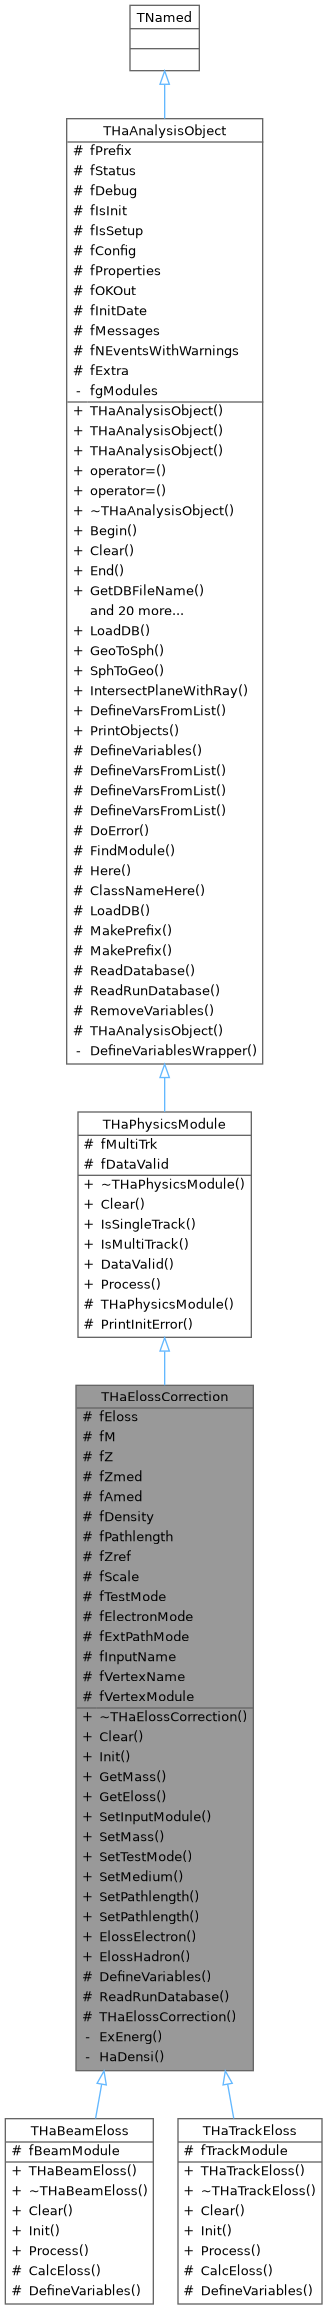 TNamed
THaAnalysisObject
# fPrefix
# fStatus
# fDebug
# fIsInit
# fIsSetup
# fConfig
# fProperties
# fOKOut
# fInitDate
# fMessages
# fNEventsWithWarnings
# fExtra
- fgModules
+ THaAnalysisObject()
+ THaAnalysisObject()
+ THaAnalysisObject()
+ operator=()
+ operator=()
+ ~THaAnalysisObject()
+ Begin()
+ Clear()
+ End()
+ GetDBFileName()
and 20 more...
+ LoadDB()
+ GeoToSph()
+ SphToGeo()
+ IntersectPlaneWithRay()
+ DefineVarsFromList()
+ PrintObjects()
# DefineVariables()
# DefineVarsFromList()
# DefineVarsFromList()
# DefineVarsFromList()
# DoError()
# FindModule()
# Here()
# ClassNameHere()
# LoadDB()
# MakePrefix()
# MakePrefix()
# ReadDatabase()
# ReadRunDatabase()
# RemoveVariables()
# THaAnalysisObject()
- DefineVariablesWrapper()
THaPhysicsModule
# fMultiTrk
# fDataValid
+ ~THaPhysicsModule()
+ Clear()
+ IsSingleTrack()
+ IsMultiTrack()
+ DataValid()
+ Process()
# THaPhysicsModule()
# PrintInitError()
THaElossCorrection
# fEloss
# fM
# fZ
# fZmed
# fAmed
# fDensity
# fPathlength
# fZref
# fScale
# fTestMode
# fElectronMode
# fExtPathMode
# fInputName
# fVertexName
# fVertexModule
+ ~THaElossCorrection()
+ Clear()
+ Init()
+ GetMass()
+ GetEloss()
+ SetInputModule()
+ SetMass()
+ SetTestMode()
+ SetMedium()
+ SetPathlength()
+ SetPathlength()
+ ElossElectron()
+ ElossHadron()
# DefineVariables()
# ReadRunDatabase()
# THaElossCorrection()
- ExEnerg()
- HaDensi()
THaBeamEloss
# fBeamModule
+ THaBeamEloss()
+ ~THaBeamEloss()
+ Clear()
+ Init()
+ Process()
# CalcEloss()
# DefineVariables()
THaTrackEloss
# fTrackModule
+ THaTrackEloss()
+ ~THaTrackEloss()
+ Clear()
+ Init()
+ Process()
# CalcEloss()
# DefineVariables()